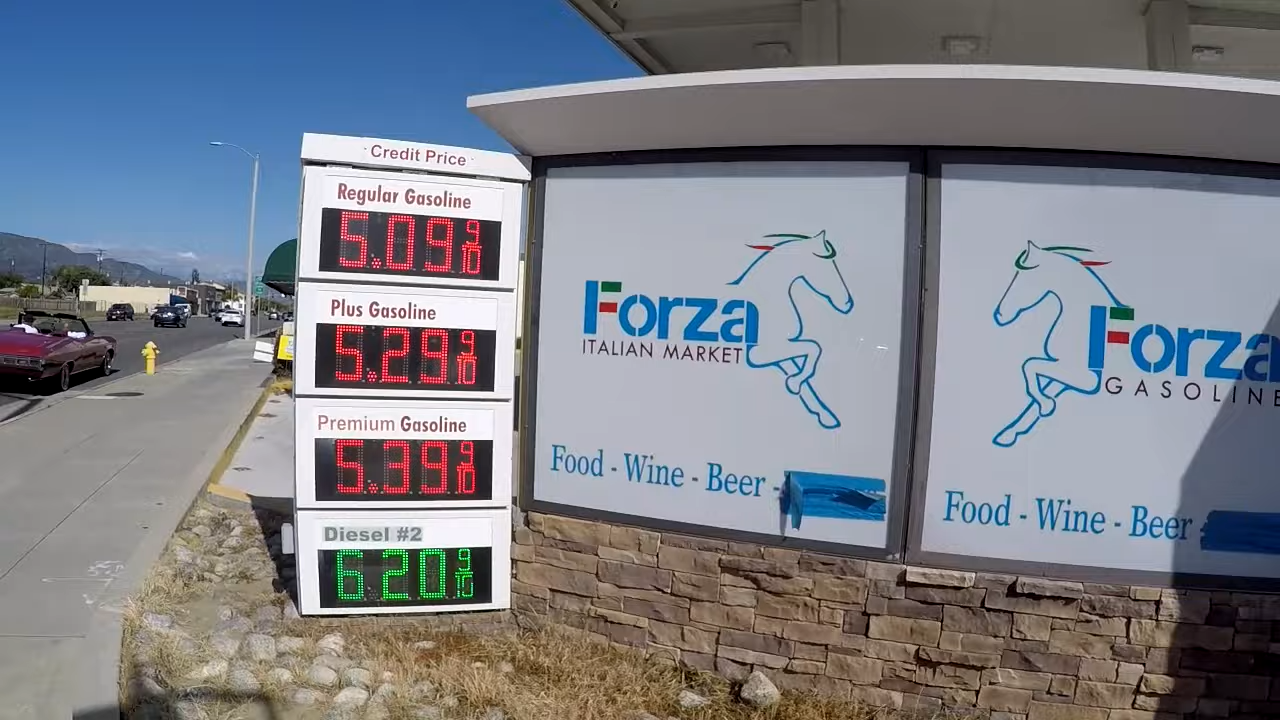 Credit Price
Regular Gasoline
5.09 9/10
Plus Gasoline
5.29 9/10
Premium Gasoline
5.39 9/10
Diesel #2
6.20 9/10
Forza
ITALIAN MARKET
Food - Wine - Beer -
Forza
GASOLINE
Food - Wine - Beer